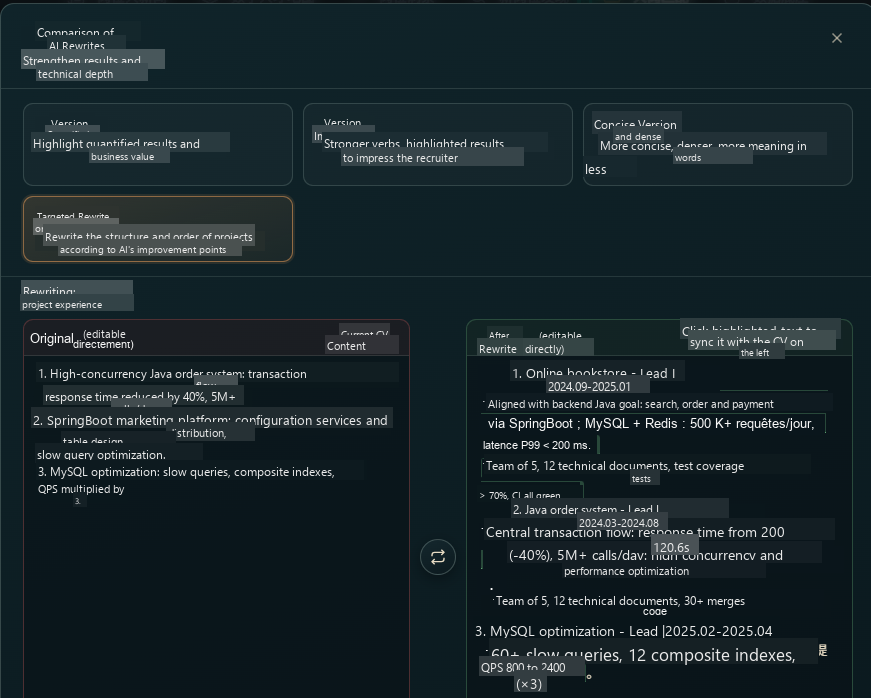 Comparison of
AI Rewrites
Strengthen results and
technical depth
Version
Highlight quantified results and
business value
Version
In
Stronger verbs, highlighted results
to impress the recruiter
Concise Version
and dense
More concise, denser, more meaning in
words
less
Targeted Rewrite
Rewrite the structure and order of projects
according to AI's improvement points
Rewriting:
project experience
Original (editable
directement)
Current CV
Content
1. High-concurrency Java order system: transaction
flow,
response time reduced by 40%, 5M+
2. SpringBoot marketing platform: configuration services and
distribution,
table design,
slow query optimization.
3. MySQL optimization: slow queries, composite indexes,
QPS multiplied by
3.
After (editable
Rewrite directly)
Click highlighted text to
sync it with the CV on
the left
1. Online bookstore - Lead |
2024.09-2025.01
Aligned with backend Java goal: search, order and payment
via SpringBoot ; MySQL + Redis : 500 K+ requêtes/jour,
latence P99 < 200 ms.
Team of 5, 12 technical documents, test coverage
tests
> 70%, CI all green
2. Java order system - Lead |
2024.03-2024.08
Central transaction flow: response time from 200
120.6s
(-40%), 5M+ calls/day: high concurrency and
performance optimization
Team of 5, 12 technical documents, 30+ merges
code
3. MySQL optimization - Lead |2025.02-2025.04
60+ slow queries, 12 composite indexes,
提
QPS 800 to 2400
(×3)
。